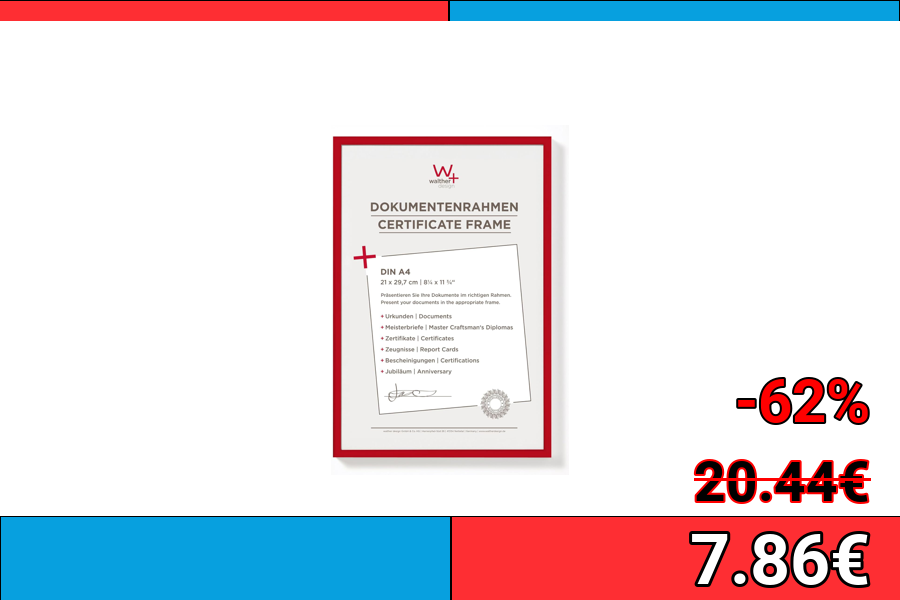 W+
walther
design
DOKUMENTENRAHMEN
CERTIFICATE FRAME
DIN A4
21 x 29,7 cm | 8¼ x 11 ¾"
Präsentieren Sie Ihre Dokumente im richtigen Rahmen.
Present your documents in the appropriate frame.
+ Urkunden | Documents
+ Meisterbriefe | Master Craftsman's Diplomas
+ Zertifikate | Certificates
+ Zeugnisse | Report Cards
+ Bescheinigungen | Certifications
+ Jubiläum | Anniversary
-62%
20.44€
7.86€